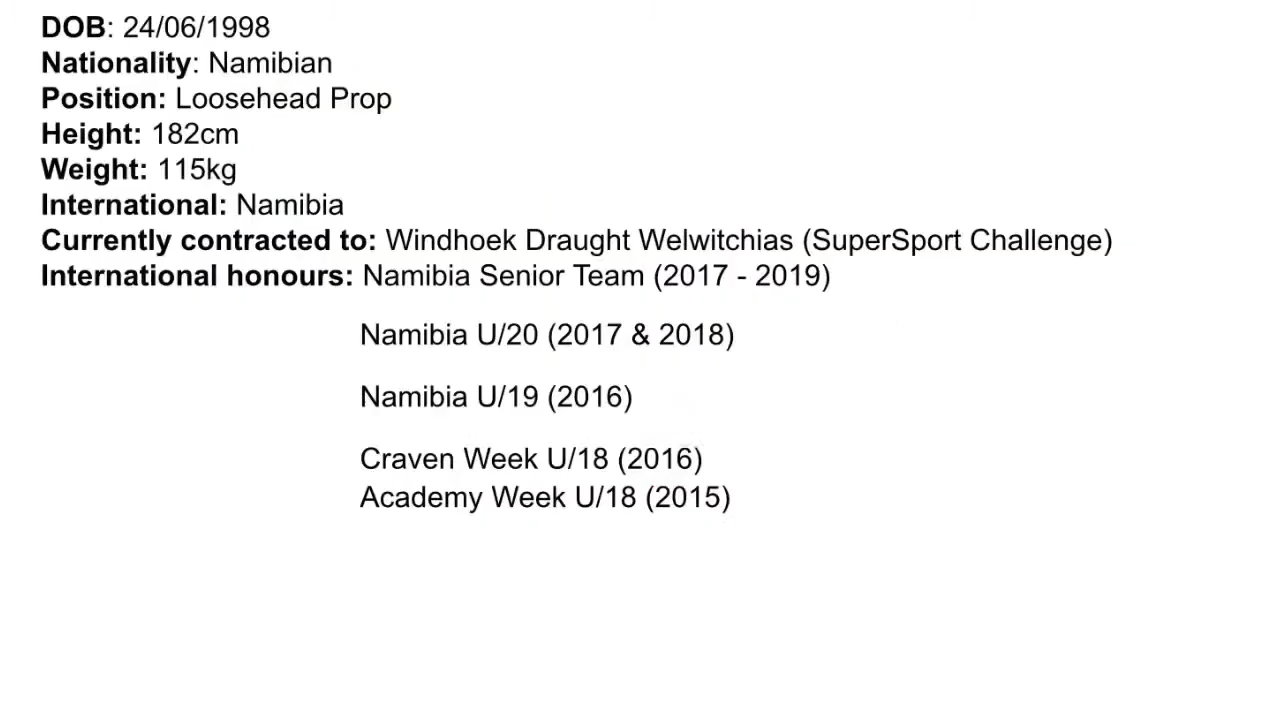 DOB: 24/06/1998
Nationality: Namibian
Position: Loosehead Prop
Height: 182cm
Weight: 115kg
International: Namibia
Currently contracted to: Windhoek Draught Welwitchias (SuperSport Challenge)
International honours: Namibia Senior Team (2017 - 2019)
Namibia U/20 (2017 & 2018)
Namibia U/19 (2016)
Craven Week U/18 (2016)
Academy Week U/18 (2015)